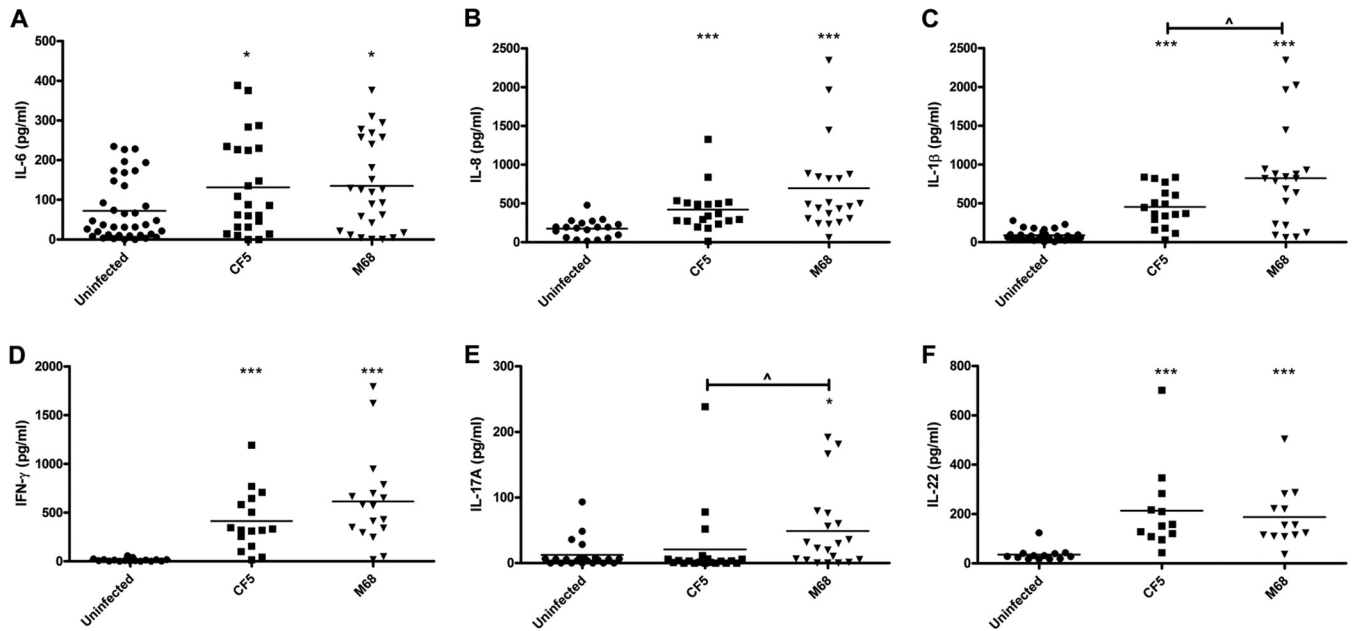 A
IL-6 (pg/ml)
500
400
300
200
100
0
* *
Uninfected CF5 M68
B
IL-8 (pg/ml)
2500
2000
1500
1000
500
0
*** ***
Uninfected CF5 M68
C
IL-1β (pg/ml)
2500
2000
1500
1000
500
0
^
*** ***
Uninfected CF5 M68
D
IFN-γ (pg/ml)
2000
1500
1000
500
0
*** ***
Uninfected CF5 M68
E
IL-17A (pg/ml)
300
200
100
0
^
*
Uninfected CF5 M68
F
IL-22 (pg/ml)
800
600
400
200
0
*** ***
Uninfected CF5 M68